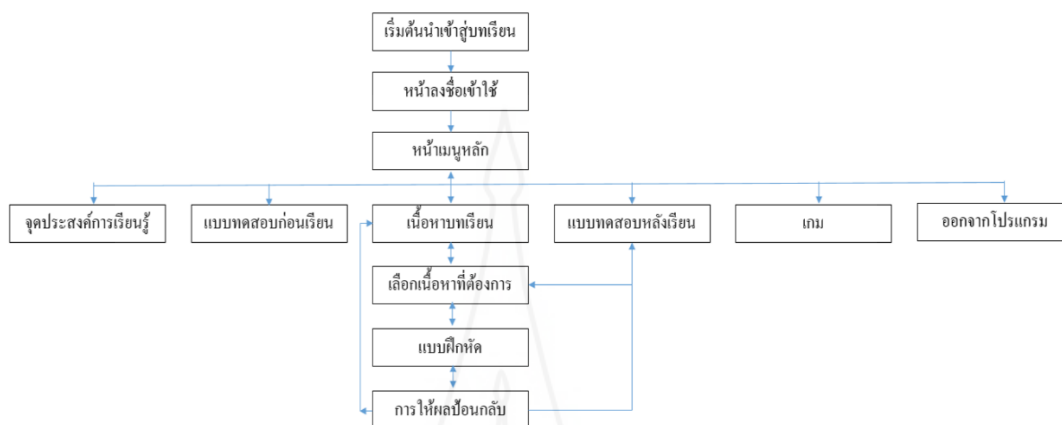 เริ่มต้นนำเข้าสู่บทเรียน
หน้าลงชื่อเข้าใช้
หน้าเมนูหลัก
จุดประสงค์การเรียนรู้
แบบทดสอบก่อนเรียน
เนื้อหาบทเรียน
แบบทดสอบหลังเรียน
เกม
ออกจากโปรแกรม
เลือกเนื้อหาที่ต้องการ
แบบฝึกหัด
การให้ผลป้อนกลับ